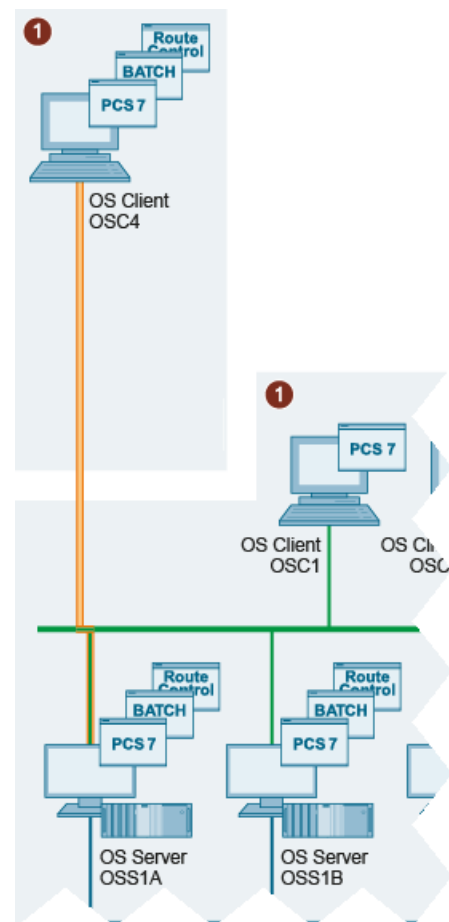 1
Route
Control
BATCH
PCS 7
OS Client
OSC4
1
PCS 7
OS Client
OSC1
Route
Control
BATCH
PCS 7
Route
Control
BATCH
PCS 7
OS Server
OSS1A
OS Server
OSS1B